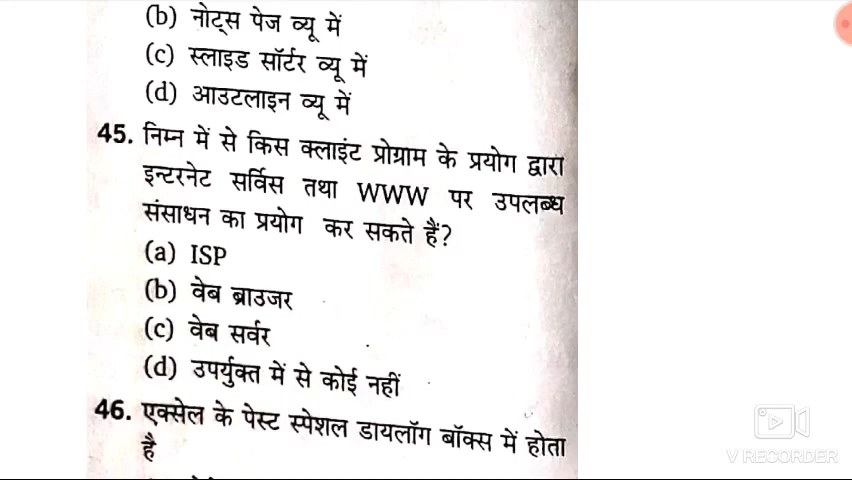 (b) नोट्स पेज व्यू में
(c) स्लाइड सॉर्टर व्यू में
(d) आउटलाइन व्यू में
45. निम्न में से किस क्लाइंट प्रोग्राम के प्रयोग द्वारा
इन्टरनेट सर्विस तथा WWW पर उपलब्ध
संसाधन का प्रयोग कर सकते हैं?
(a) ISP
(b) वेब ब्राउजर
(c) वेब सर्वर
(d) उपर्युक्त में से कोई नहीं
46. एक्सेल के पेस्ट स्पेशल डायलॉग बॉक्स में होता
है
V RECORDER